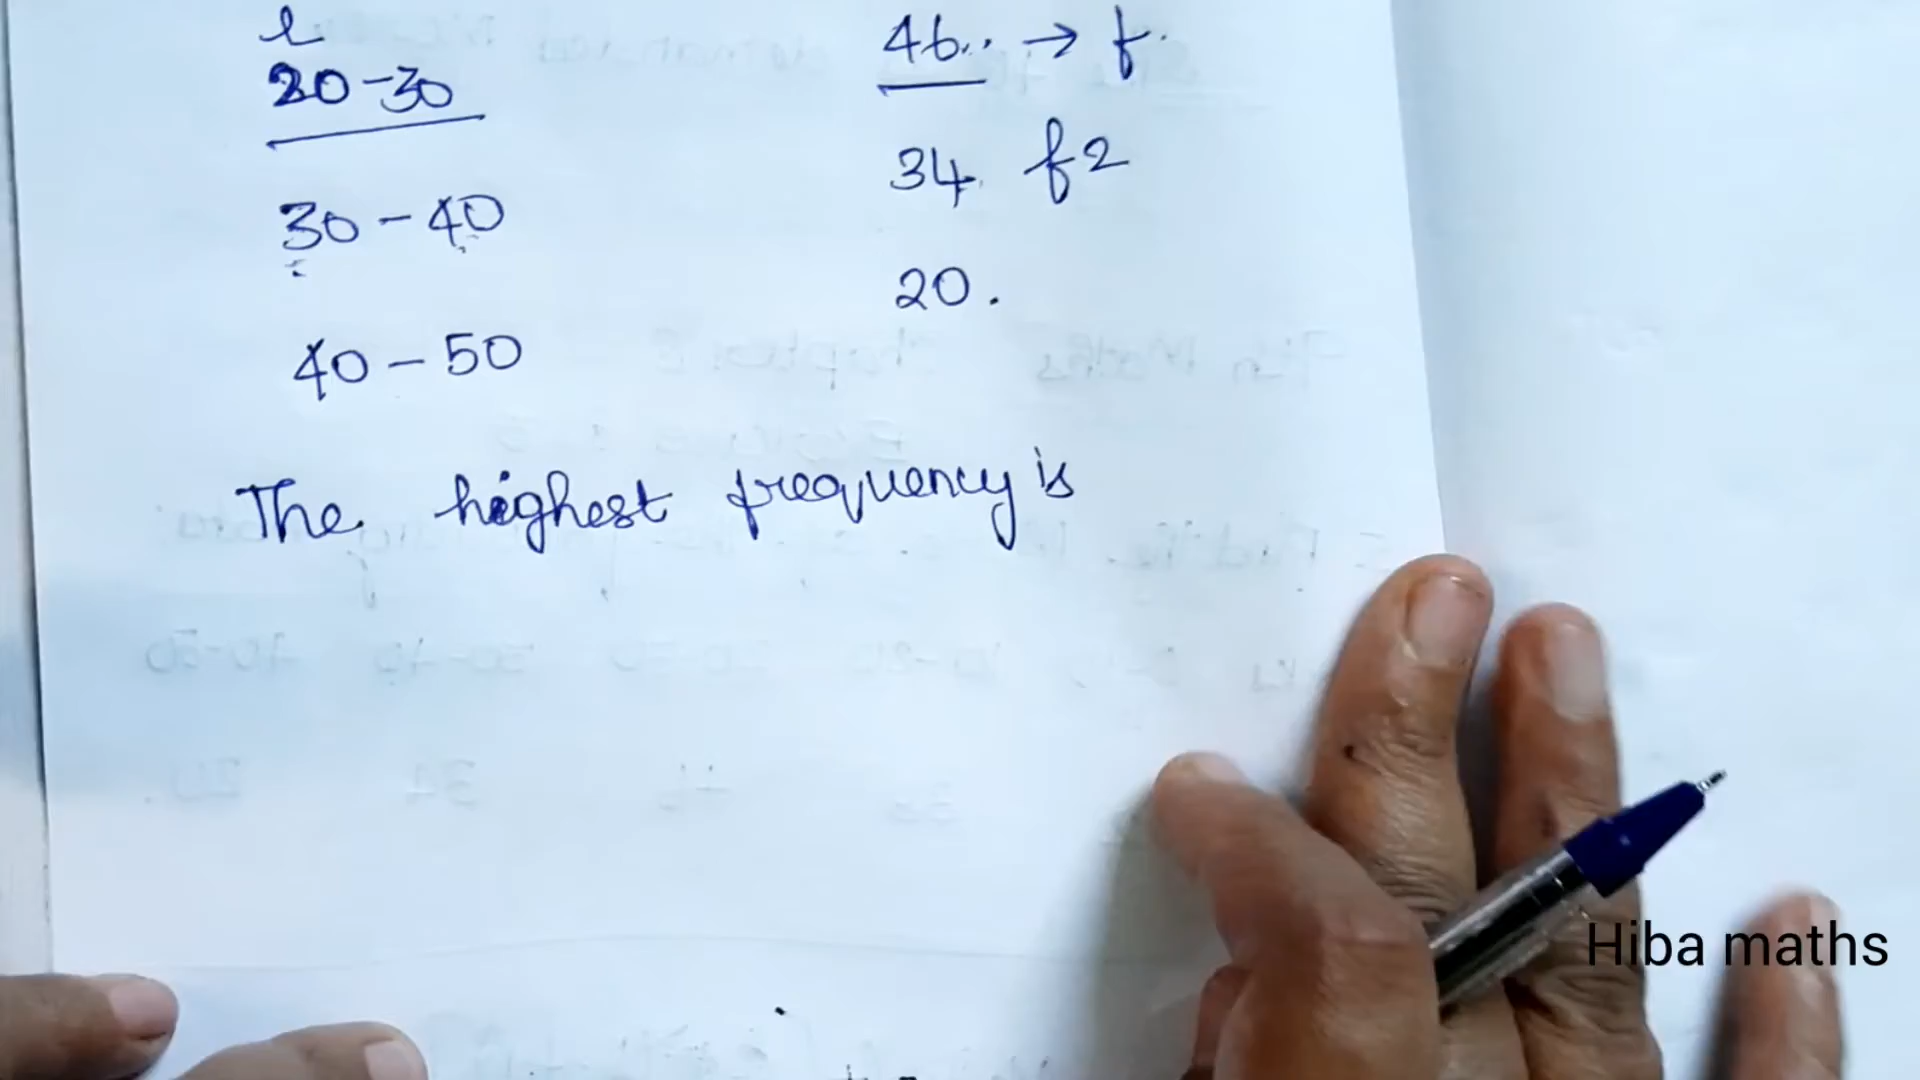 l
20-30 46.. → f.
30-40 34 f2
40-50 20.
The highest frequency is
Hiba maths